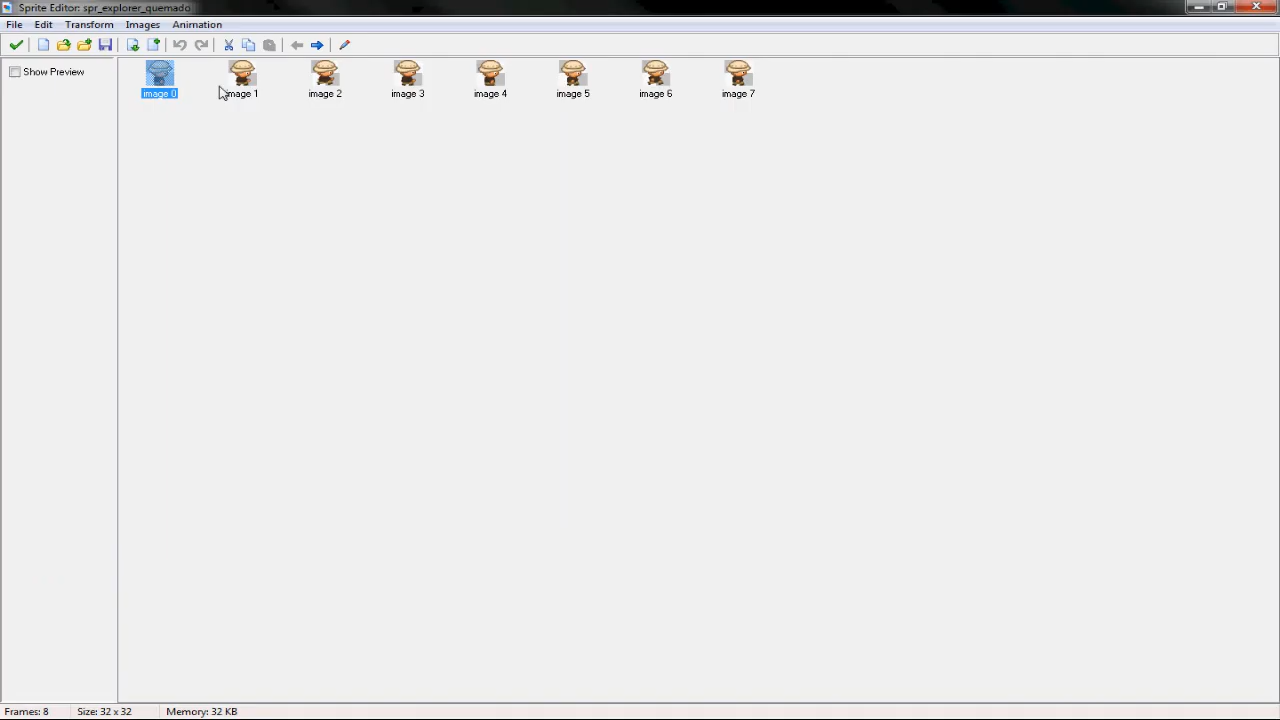 Sprite Editor: spr_explorer_quemado
File Edit Transform Images Animation
Show Preview
image 0 image 1 image 2 image 3 image 4 image 5 image 6 image 7
Frames: 8 Size: 32 x 32 Memory: 32 KB